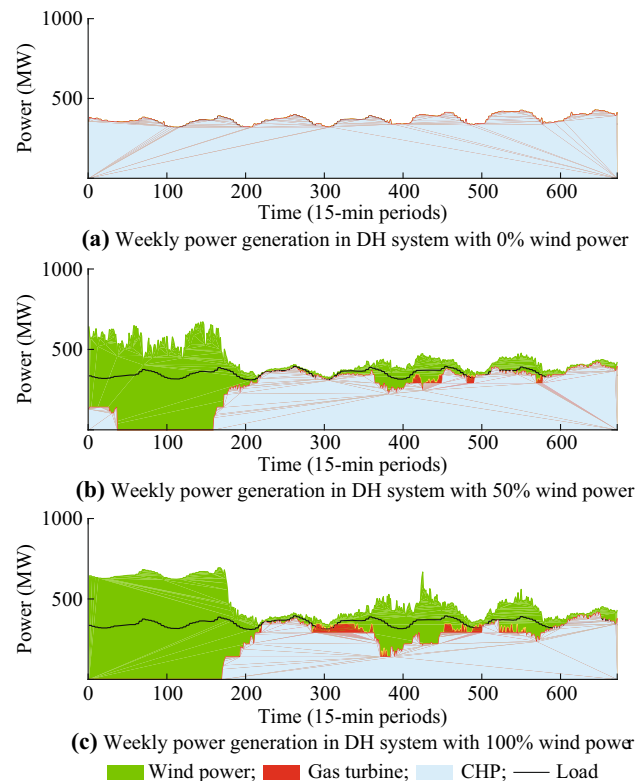 1000
500
Power (MW)
0 100 200 300 400 500 600
Time (15-min periods)
(a) Weekly power generation in DH system with 0% wind power
1000
500
Power (MW)
0 100 200 300 400 500 600
Time (15-min periods)
(b) Weekly power generation in DH system with 50% wind power
1000
500
Power (MW)
0 100 200 300 400 500 600
Time (15-min periods)
(c) Weekly power generation in DH system with 100% wind power
Wind power; Gas turbine; CHP; Load